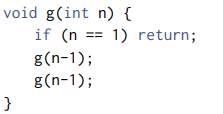 void g(int n) {
    if (n == 1) return;
    g(n-1);
    g(n-1);
}